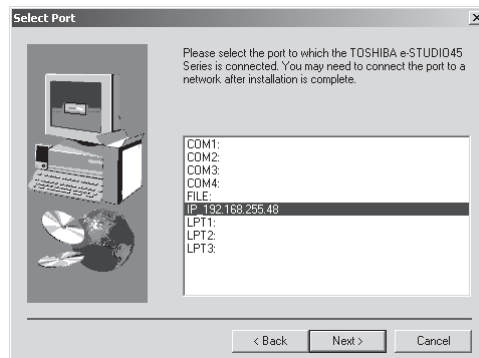 Select Port
Please select the port to which the TOSHIBA e-STUDIO45
Series is connected. You may need to connect the port to a
network after installation is complete.
COM1:
COM2:
COM3:
COM4:
FILE:
IP_192.168.255.48
LPT1:
LPT2:
LPT3:
< Back
Next >
Cancel